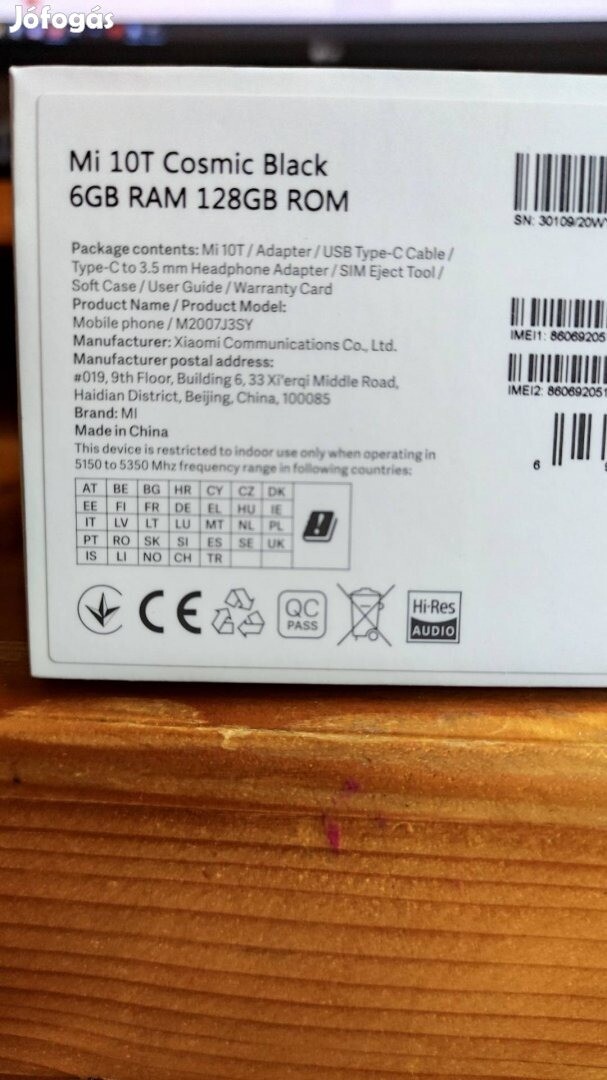 Jófogás
Mi 10T Cosmic Black
6GB RAM 128GB ROM
Package contents: Mi 10T / Adapter / USB Type-C Cable /
Type-C to 3.5 mm Headphone Adapter / SIM Eject Tool /
Soft Case / User Guide / Warranty Card
Product Name / Product Model:
Mobile phone / M2007J3SY
Manufacturer: Xiaomi Communications Co., Ltd.
Manufacturer postal address:
#019, 9th Floor, Building 6, 33 Xi'erqi Middle Road,
Haidian District, Beijing, China, 100085
Brand: MI
Made in China
This device is restricted to indoor use only when operating in
5150 to 5350 Mhz frequency range in following countries:
AT BE BG HR CY CZ DK
EE FI FR DE EL HU IE
IT LV LT LU MT NL PL
PT RO SK SI ES SE UK
IS LI NO CH TR
CE
QC
PASS
Hi-Res
AUDIO
SN: 30109/20W
IMEI1: 86069205
IMEI2: 860692051
6